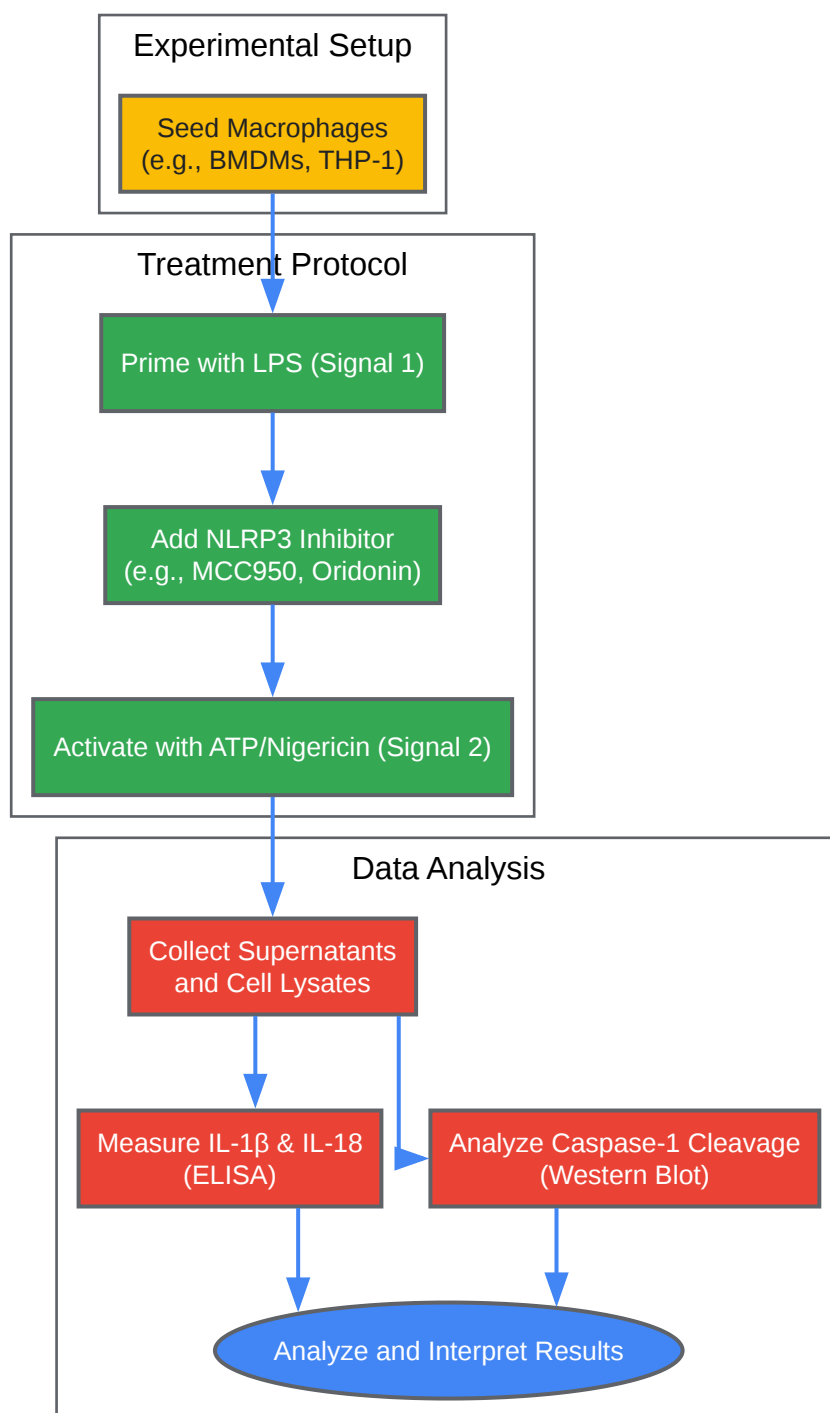 Experimental Setup
Seed Macrophages
(e.g., BMDMs, THP-1)
Treatment Protocol
Prime with LPS (Signal 1)
Add NLRP3 Inhibitor
(e.g., MCC950, Oridonin)
Activate with ATP/Nigericin (Signal 2)
Data Analysis
Collect Supernatants
and Cell Lysates
Measure IL-1β & IL-18
(ELISA)
Analyze Caspase-1 Cleavage
(Western Blot)
Analyze and Interpret Results